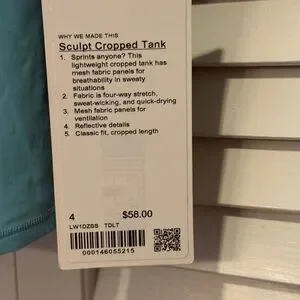 WHY WE MADE THIS
Sculpt Cropped Tank
1. Sprints anyone? This
lightweight cropped tank has
mesh fabric panels for
breathability in sweaty
situations
2. Fabric is four-way stretch,
sweat-wicking, and quick-drying
3. Mesh fabric panels for
ventilation
4. Reflective details
5. Classic fit, cropped length
4 $58.00
LW1DZBS TDLT
000146055215